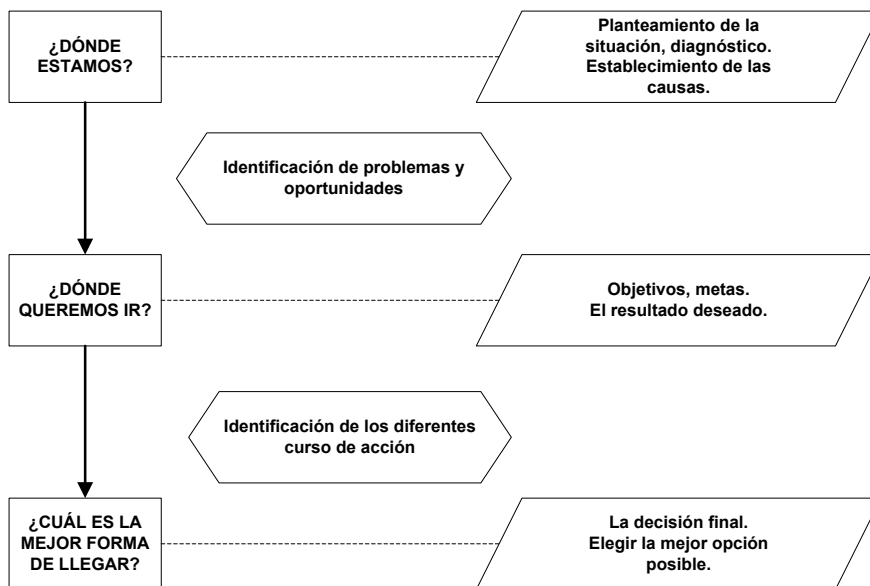 ¿DÓNDE
ESTAMOS?
Planteamiento de la
situación, diagnóstico.
Establecimiento de las
causas.
Identificación de problemas y
oportunidades
¿DÓNDE
QUEREMOS IR?
Objetivos, metas.
El resultado deseado.
Identificación de los diferentes
curso de acción
¿CUÁL ES LA
MEJOR FORMA
DE LLEGAR?
La decisión final.
Elegir la mejor opción
posible.